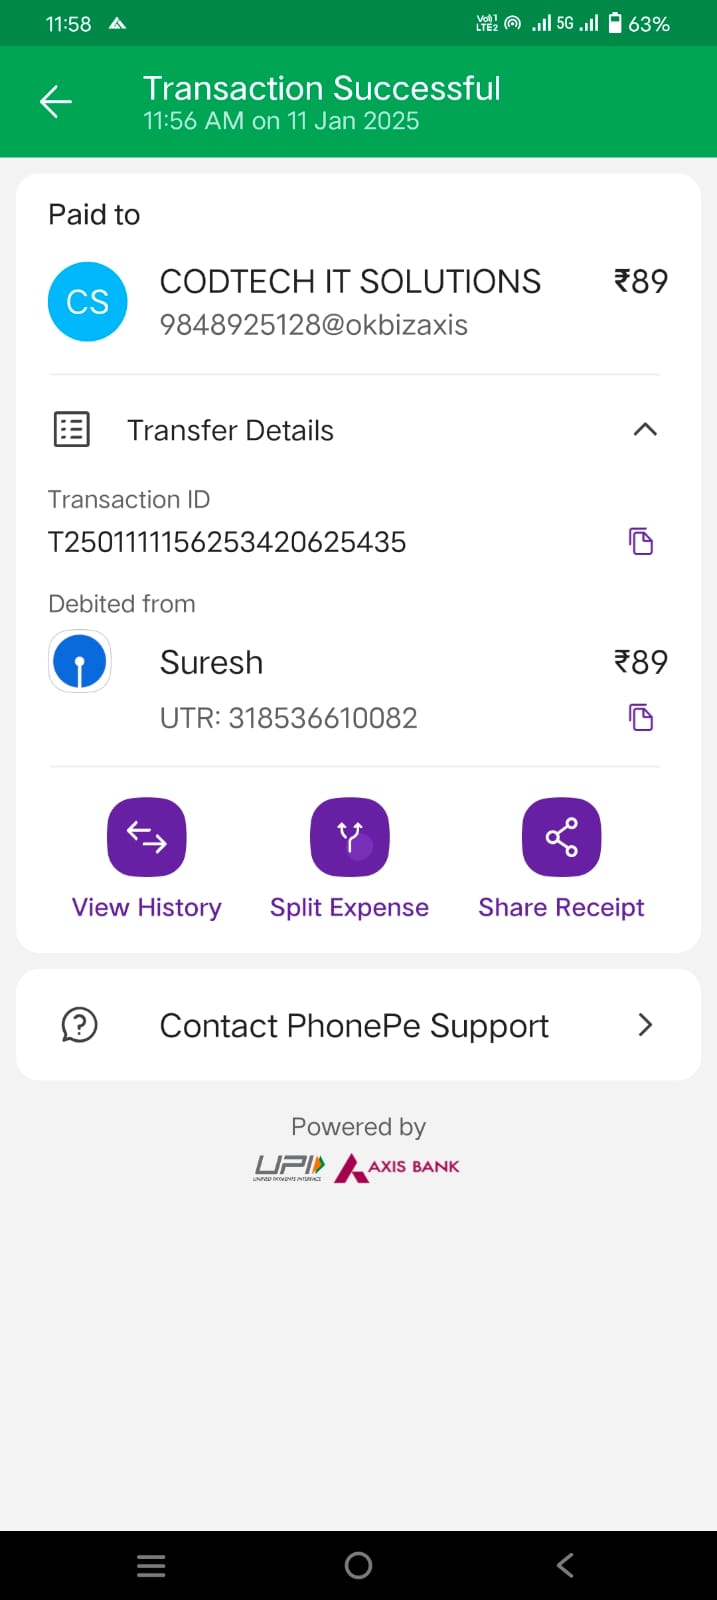 11:58
Vo)) 1
LTE2
5G
63%
Transaction Successful
11:56 AM on 11 Jan 2025
Paid to
CS
CODTECH IT SOLUTIONS
₹89
9848925128@okbizaxis
Transfer Details
Transaction ID
T2501111156253420625435
Debited from
Suresh
₹89
UTR: 318536610082
View History
Split Expense
Share Receipt
Contact PhonePe Support
Powered by
UPI
UNIFIED PAYMENTS INTERFACE
AXIS BANK